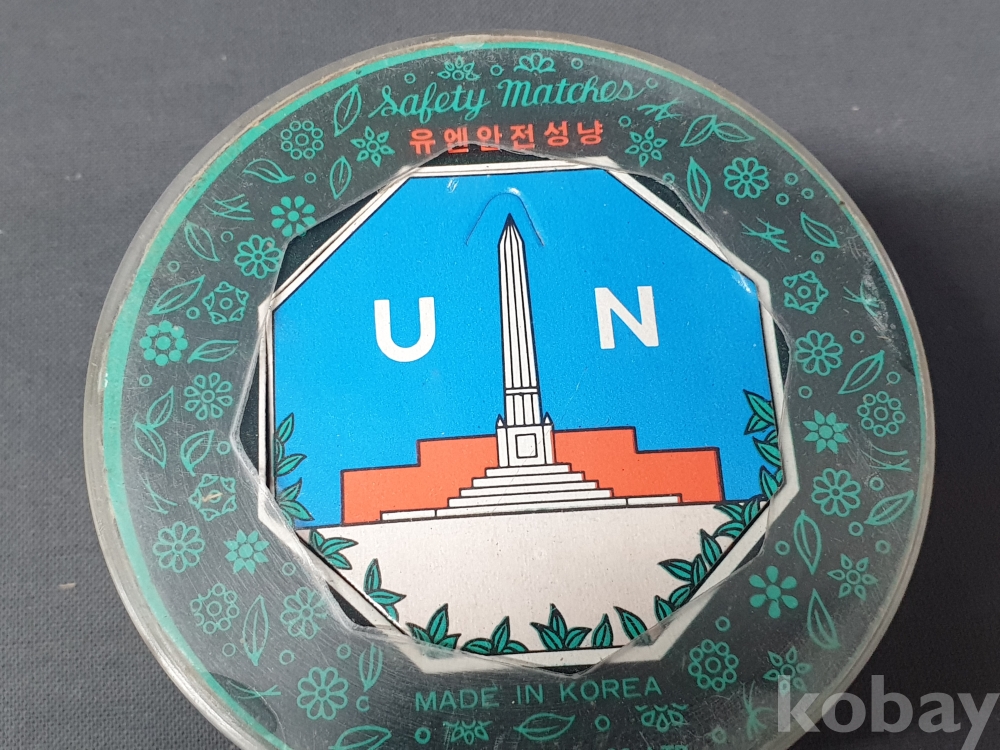 Safety Matches
유엔안전성냥
U N
MADE IN KOREA
kobay